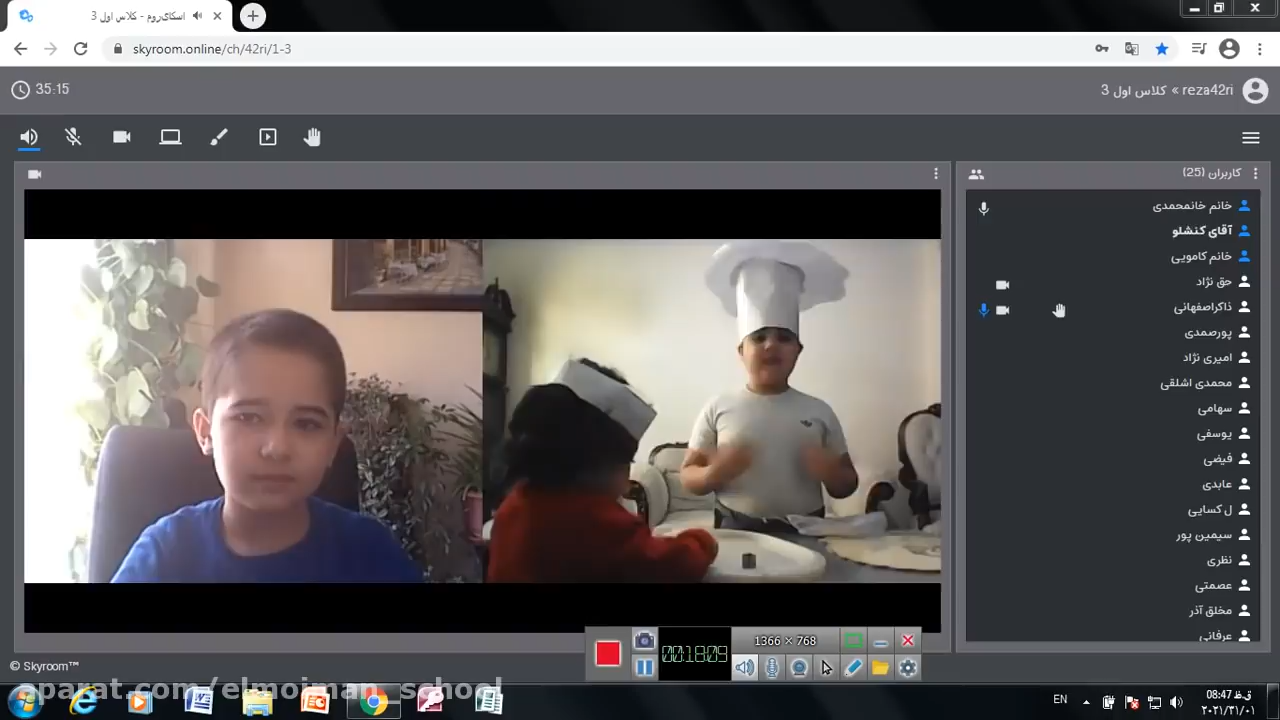 اسکای‌روم - کلاس اول 3
skyroom.online/ch/42ri/1-3
35:15
reza42ri » کلاس اول 3
کاربران (25)
خانم خانمحمدی
آقای کنشلو
خانم کامویی
حق نژاد
ذاکراصفهانی
پورصمدی
امیری نژاد
محمدی اشلقی
سهامی
یوسفی
فیضی
عابدی
ل کسایی
سیمین پور
نظری
عصمتی
مخلق آذر
عرفانی
00:18:09
1366 × 768
© Skyroom™
aparat.com/elmoiman_school
EN
08:47 ق.ظ
۲۰۲۱/۳۱/۰۱